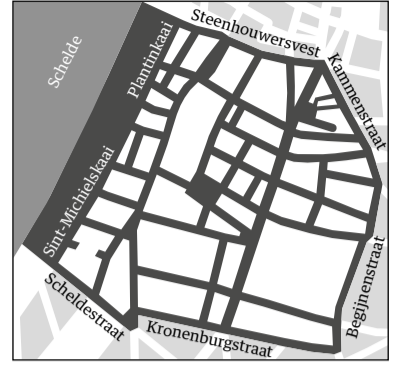 Steenhouwersvest
Plantinkaai
Schelde
Kammenstraat
Sint-Michielskaai
Begijnenstraat
Scheldestraat
Kronenburgstraat